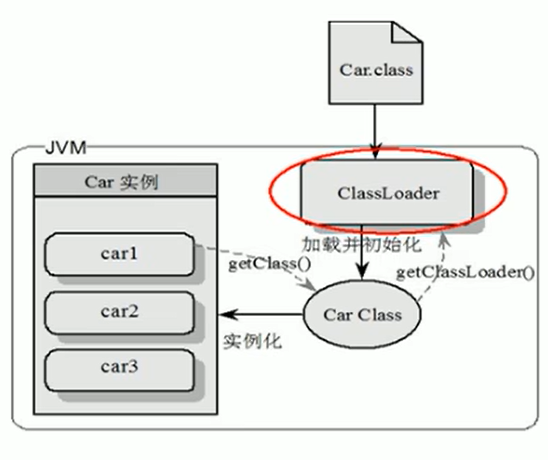 Car.class
JVM
Car 实例
ClassLoader
加载并初始化
car1
getClass()
getClassLoader()
car2
Car Class
实例化
car3